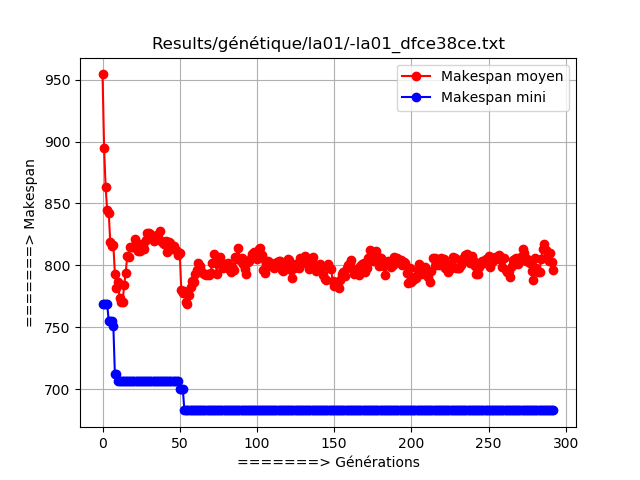 Results/génétique/la01/-la01_dfce38ce.txt
Makespan moyen
Makespan mini
=======> Makespan
950
900
850
800
750
700
0 50 100 150 200 250 300
=======> Générations